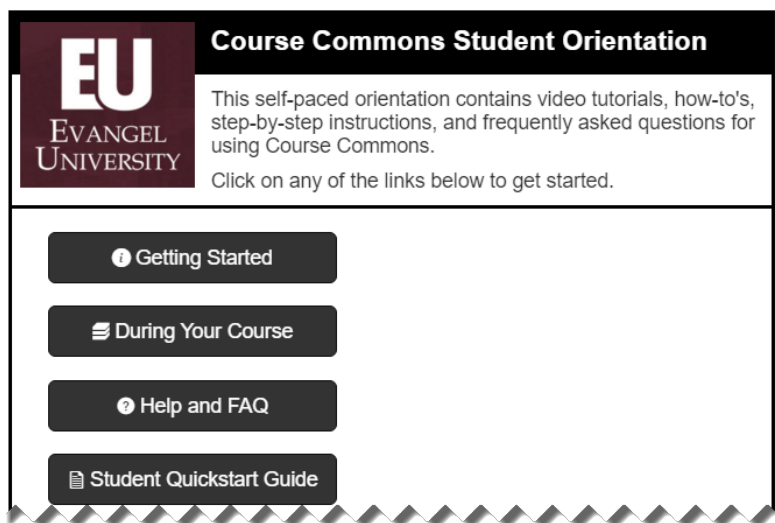 EU
EVANGEL
UNIVERSITY
Course Commons Student Orientation
This self-paced orientation contains video tutorials, how-to's,
step-by-step instructions, and frequently asked questions for
using Course Commons.
Click on any of the links below to get started.
Getting Started
During Your Course
Help and FAQ
Student Quickstart Guide